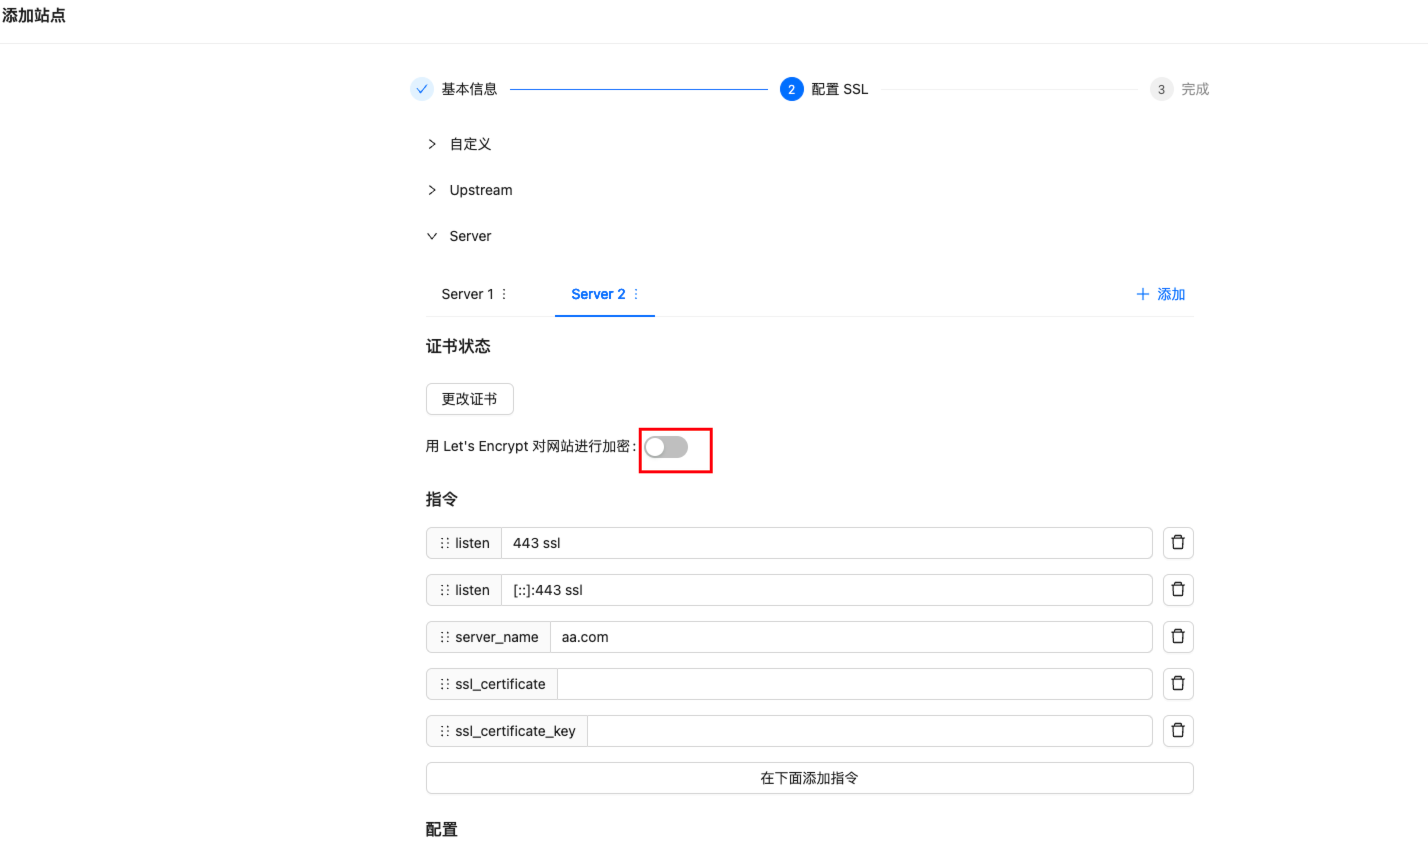 添加站点
基本信息
2 配置 SSL
3 完成
自定义
Upstream
Server
Server 1
Server 2
添加
证书状态
更改证书
用 Let's Encrypt 对网站进行加密:
指令
listen 443 ssl
listen [::]:443 ssl
server_name aa.com
ssl_certificate
ssl_certificate_key
在下面添加指令
配置